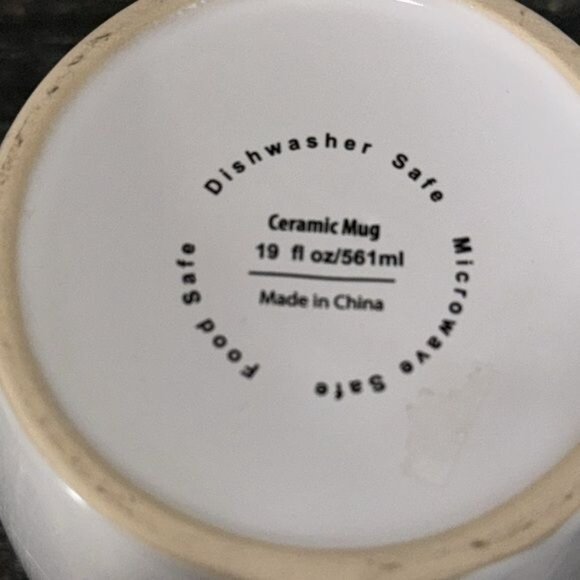 Dishwasher Safe
Microwave Safe
Food Safe
Ceramic Mug
19 fl oz/561ml
Made in China